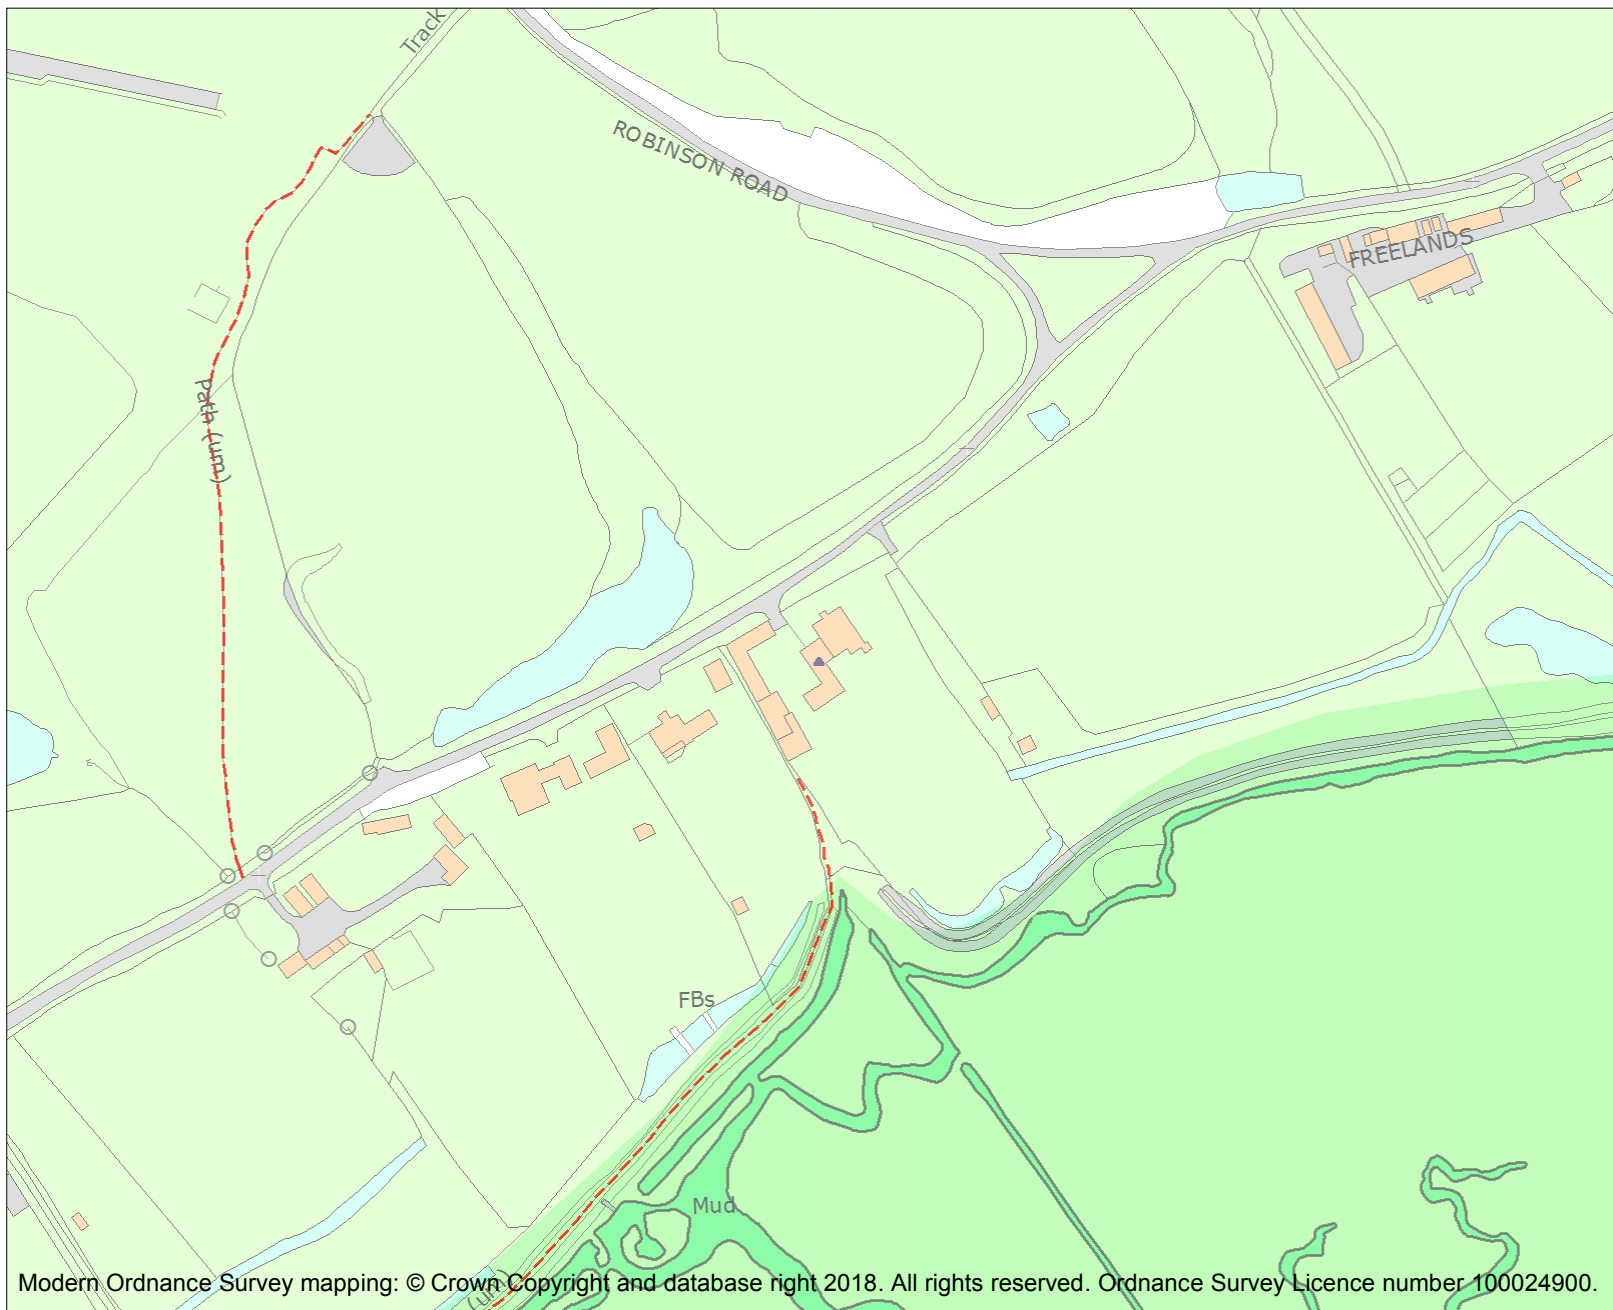 Track
ROBINSON ROAD
FREELANDS
Path (um)
FBs
Mud
(um)
Modern Ordnance Survey mapping: © Crown Copyright and database right 2018. All rights reserved. Ordnance Survey Licence number 100024900.